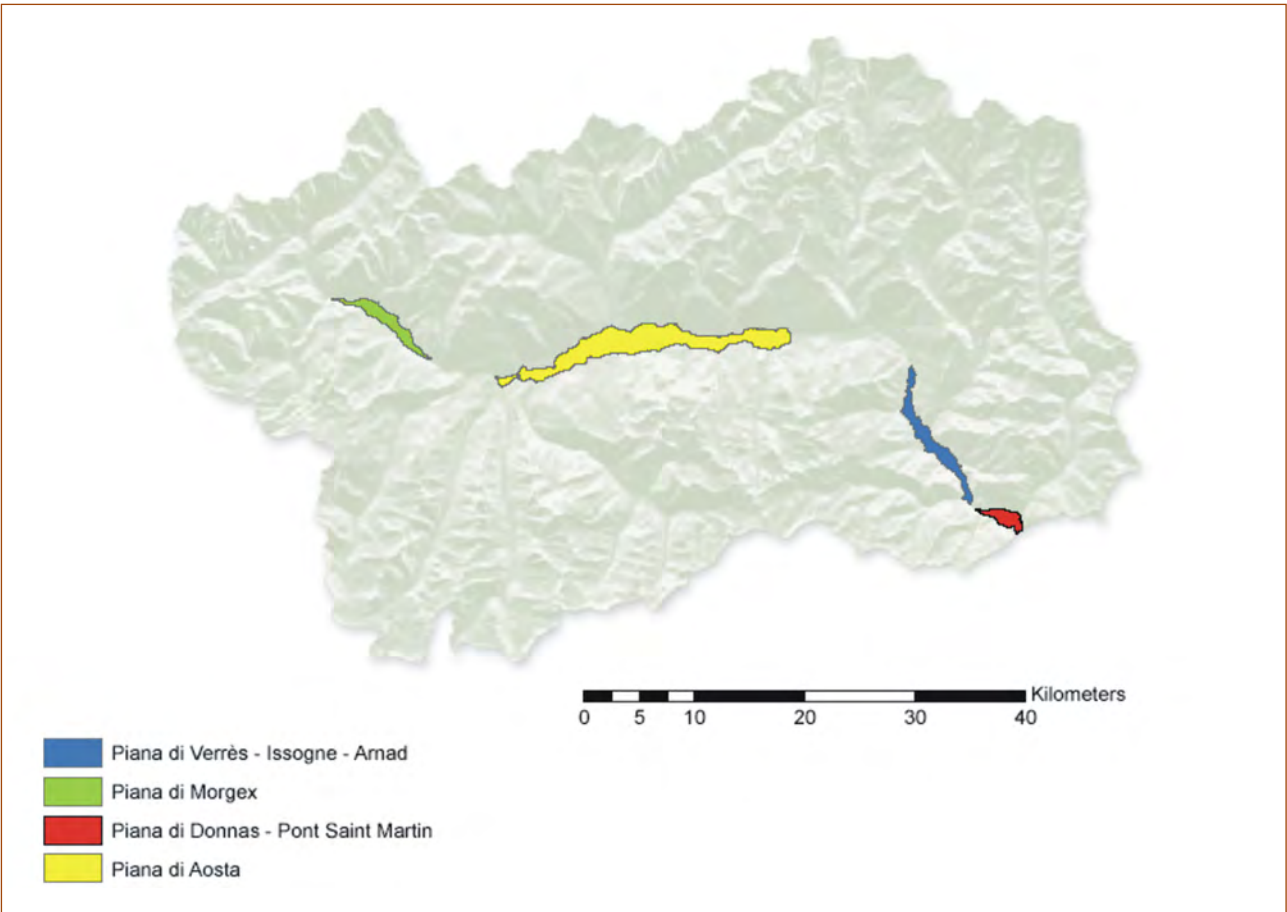 Kilometers
0 5 10 20 30 40
Piana di Verrès - Issogne - Arnad
Piana di Morgex
Piana di Donnas - Pont Saint Martin
Piana di Aosta